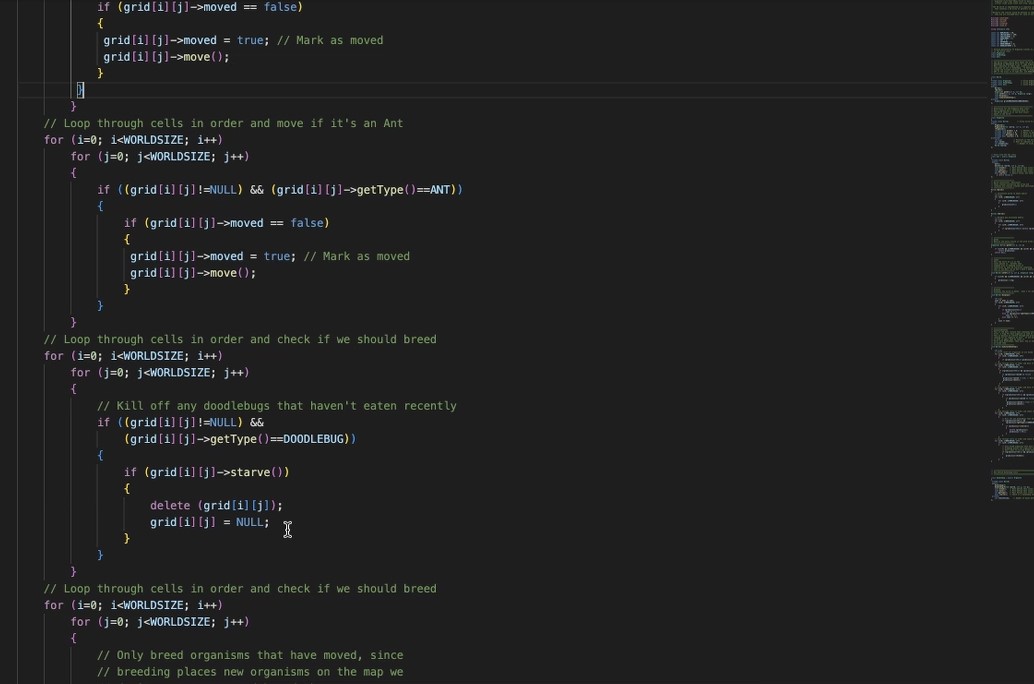 if (grid[i][j]->moved == false)
{
grid[i][j]->moved = true; // Mark as moved
grid[i][j]->move();
}
}
}
// Loop through cells in order and move if it's an Ant
for (i=0; i<WORLDSIZE; i++)
for (j=0; j<WORLDSIZE; j++)
{
if ((grid[i][j]!=NULL) && (grid[i][j]->getType()==ANT))
{
if (grid[i][j]->moved == false)
{
grid[i][j]->moved = true; // Mark as moved
grid[i][j]->move();
}
}
}
// Loop through cells in order and check if we should breed
for (i=0; i<WORLDSIZE; i++)
for (j=0; j<WORLDSIZE; j++)
{
// Kill off any doodlebugs that haven't eaten recently
if ((grid[i][j]!=NULL) &&
(grid[i][j]->getType()==DOODLEBUG))
{
if (grid[i][j]->starve())
{
delete (grid[i][j]);
grid[i][j] = NULL;
}
}
}
// Loop through cells in order and check if we should breed
for (i=0; i<WORLDSIZE; i++)
for (j=0; j<WORLDSIZE; j++)
{
// Only breed organisms that have moved, since
// breeding places new organisms on the map we